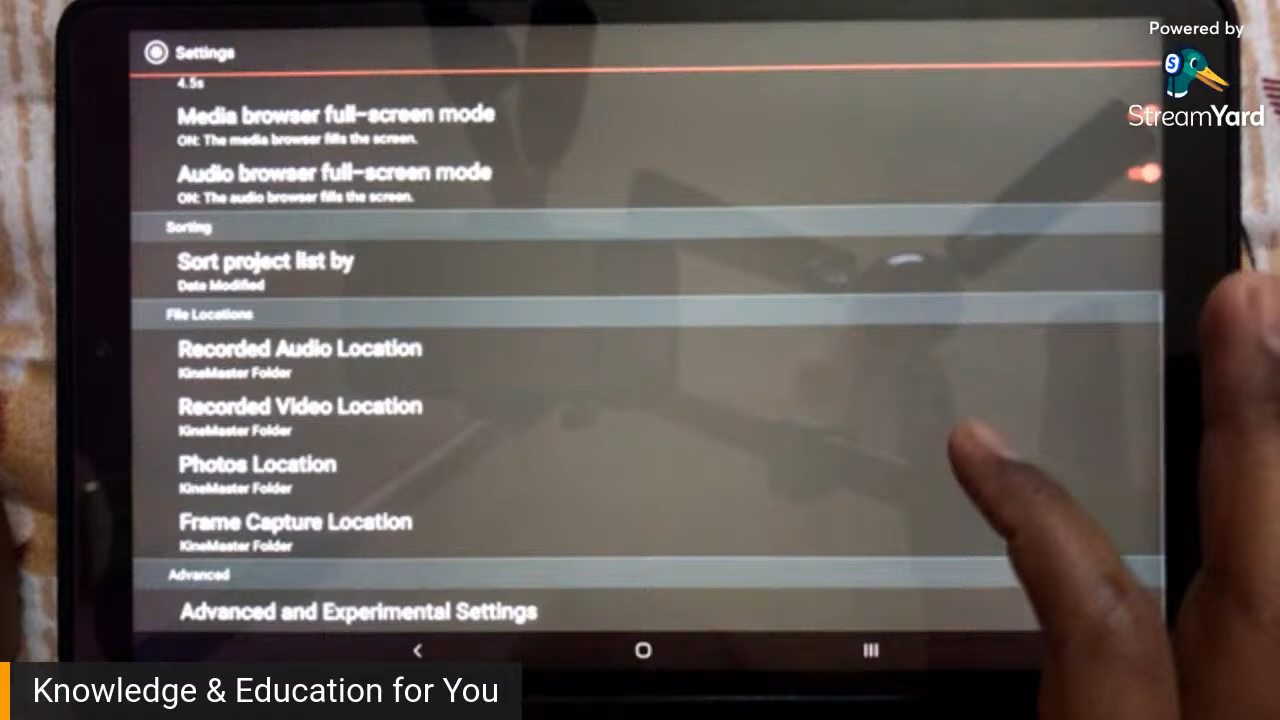 Powered by
StreamYard
Settings
4.5s
Media browser full-screen mode
ON: The media browser fills the screen.
Audio browser full-screen mode
ON: The audio browser fills the screen.
Sorting
Sort project list by
Date Modified
File Locations
Recorded Audio Location
KineMaster Folder
Recorded Video Location
KineMaster Folder
Photos Location
KineMaster Folder
Frame Capture Location
KineMaster Folder
Advanced
Advanced and Experimental Settings
Knowledge & Education for You